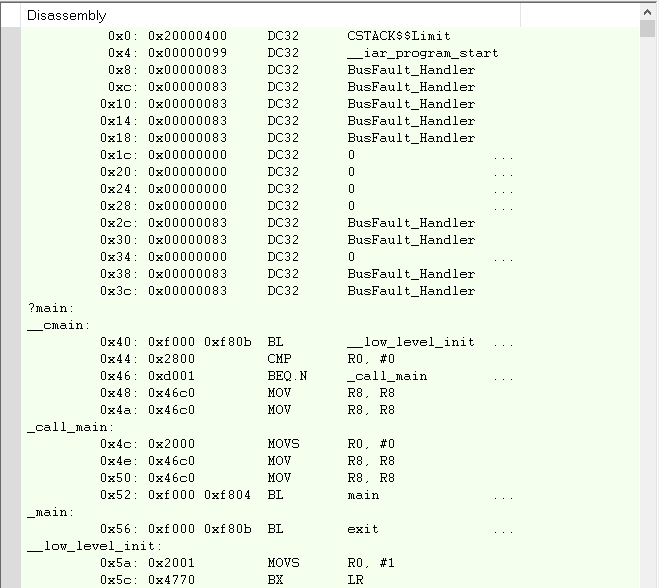 Disassembly
0x0: 0x20000400 DC32 CSTACK$$Limit
0x4: 0x00000099 DC32 __iar_program_start
0x8: 0x00000083 DC32 BusFault_Handler
0xc: 0x00000083 DC32 BusFault_Handler
0x10: 0x00000083 DC32 BusFault_Handler
0x14: 0x00000083 DC32 BusFault_Handler
0x18: 0x00000083 DC32 BusFault_Handler
0x1c: 0x00000000 DC32 0 ...
0x20: 0x00000000 DC32 0 ...
0x24: 0x00000000 DC32 0 ...
0x28: 0x00000000 DC32 0 ...
0x2c: 0x00000083 DC32 BusFault_Handler
0x30: 0x00000083 DC32 BusFault_Handler
0x34: 0x00000000 DC32 0 ...
0x38: 0x00000083 DC32 BusFault_Handler
0x3c: 0x00000083 DC32 BusFault_Handler
?main:
__cmain:
0x40: 0xf000 0xf80b BL __low_level_init ...
0x44: 0x2800 CMP R0, #0
0x46: 0xd001 BEQ.N _call_main ...
0x48: 0x46c0 MOV R8, R8
0x4a: 0x46c0 MOV R8, R8
_call_main:
0x4c: 0x2000 MOVS R0, #0
0x4e: 0x46c0 MOV R8, R8
0x50: 0x46c0 MOV R8, R8
0x52: 0xf000 0xf804 BL main ...
_main:
0x56: 0xf000 0xf80b BL exit ...
__low_level_init:
0x5a: 0x2001 MOVS R0, #1
0x5c: 0x4770 BX LR